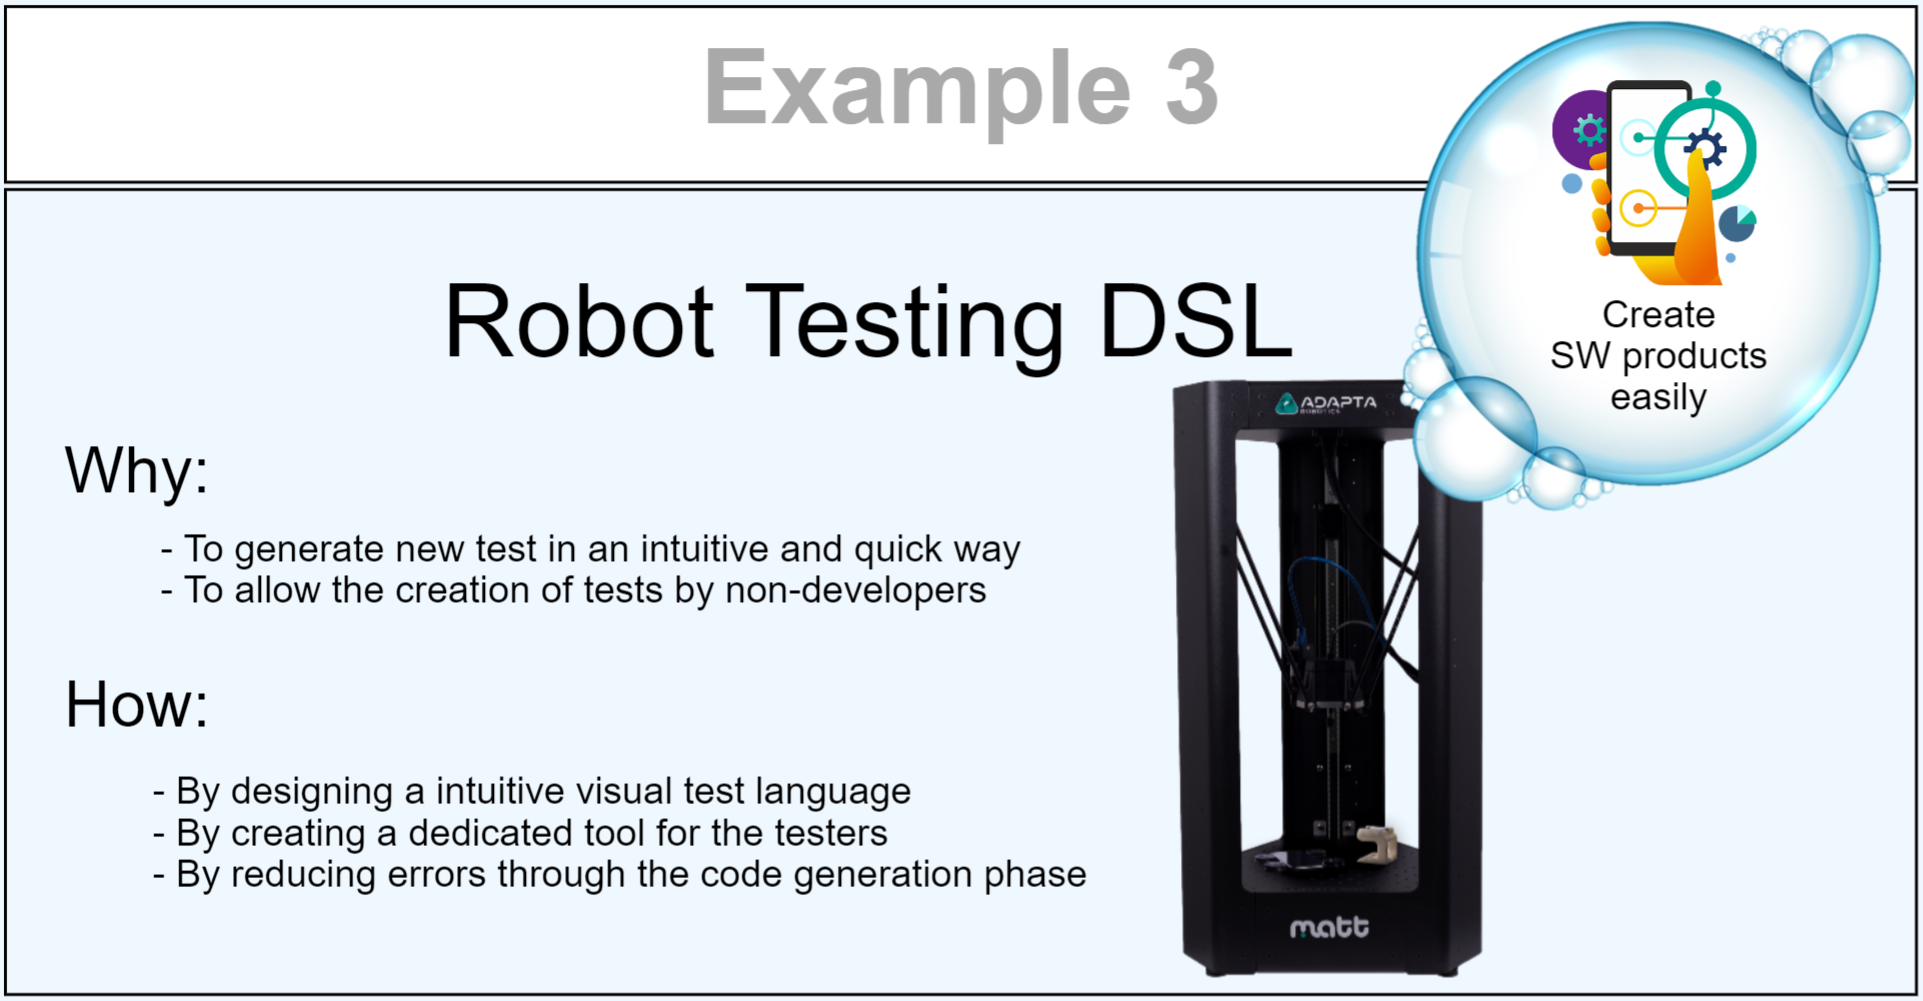 Example 3
Create
SW products
easily
Robot Testing DSL
ADAPTA
ROBOTICS
Why:
- To generate new test in an intuitive and quick way
- To allow the creation of tests by non-developers
How:
- By designing a intuitive visual test language
- By creating a dedicated tool for the testers
- By reducing errors through the code generation phase
matt